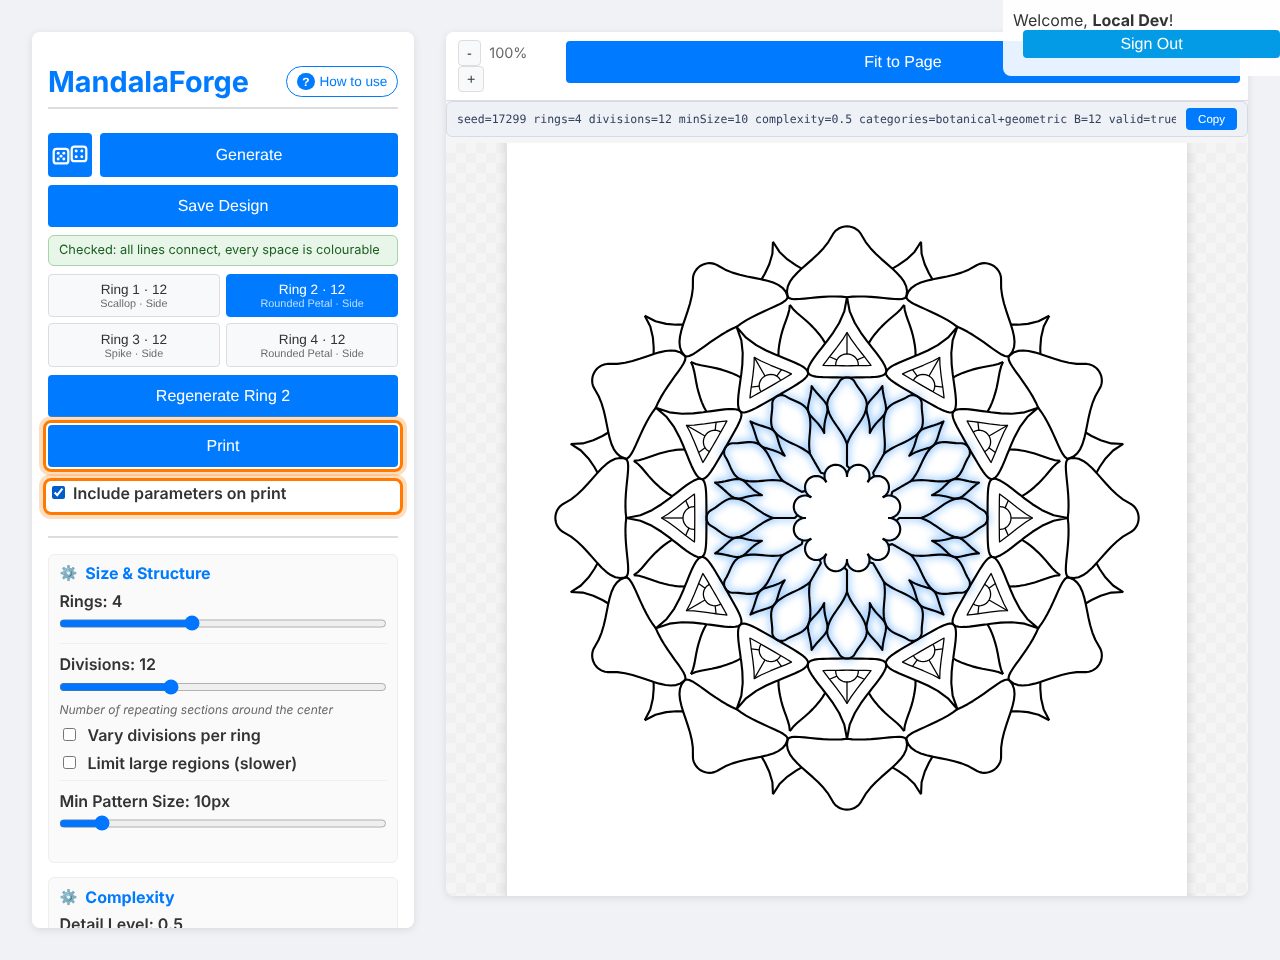 Welcome, Local Dev!
Sign Out
MandalaForge
? How to use
Generate
Save Design
Checked: all lines connect, every space is colourable
Ring 1 · 12
Scallop · Side
Ring 2 · 12
Rounded Petal · Side
Ring 3 · 12
Spike · Side
Ring 4 · 12
Rounded Petal · Side
Regenerate Ring 2
Print
Include parameters on print
Size & Structure
Rings: 4
Divisions: 12
Number of repeating sections around the center
Vary divisions per ring
Limit large regions (slower)
Min Pattern Size: 10px
Complexity
Detail Level: 0.5
- 100%
+
Fit to Page
seed=17299 rings=4 divisions=12 minSize=10 complexity=0.5 categories=botanical+geometric B=12 valid=true
Copy